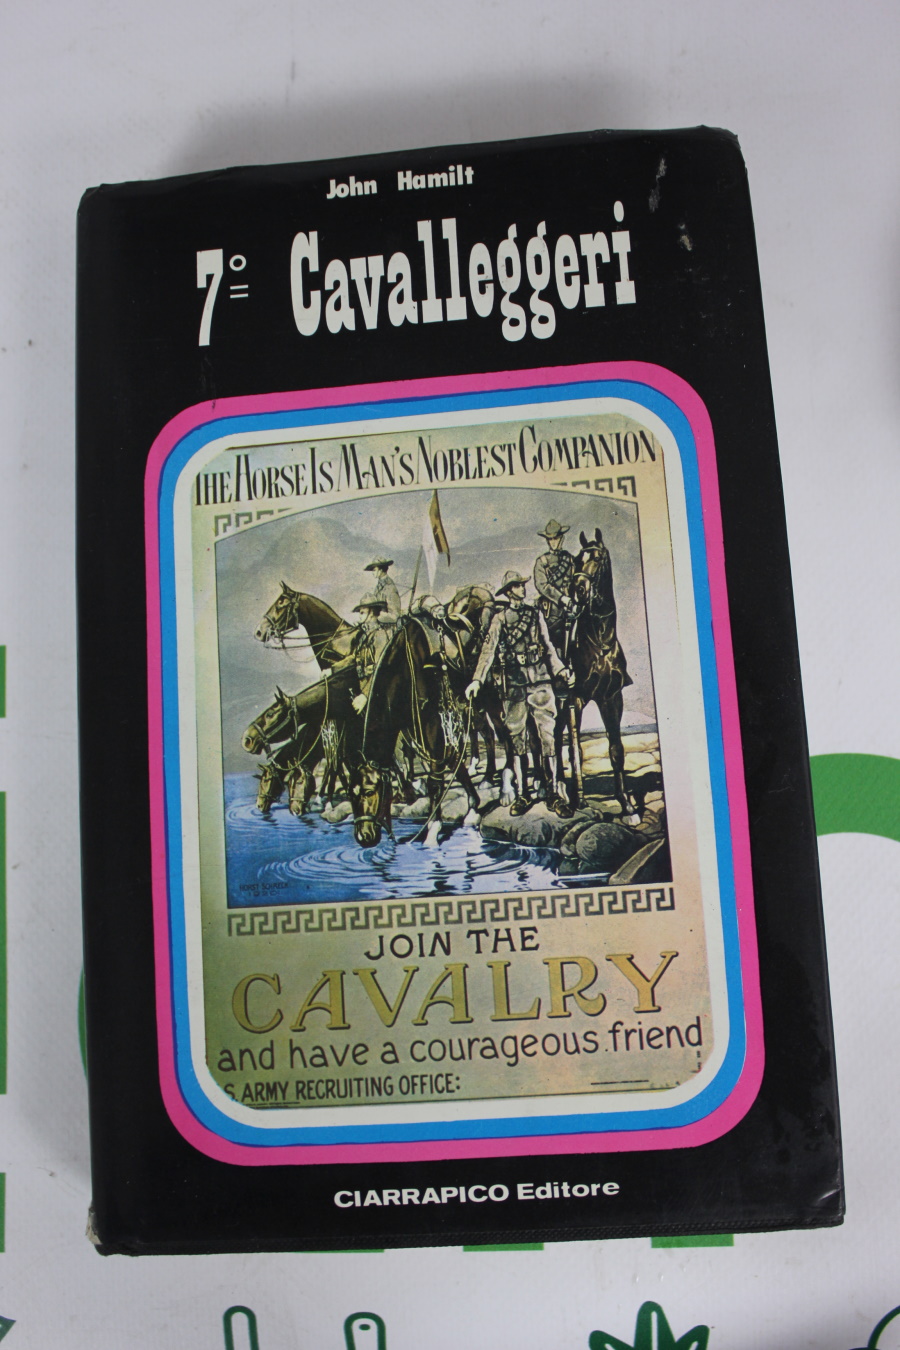 John Hamilt
7º Cavalleggeri
THE HORSE IS MAN'S NOBLEST COMPANION
JOIN THE
CAVALRY
and have a courageous friend
S. ARMY RECRUITING OFFICE:
CIARRAPICO Editore